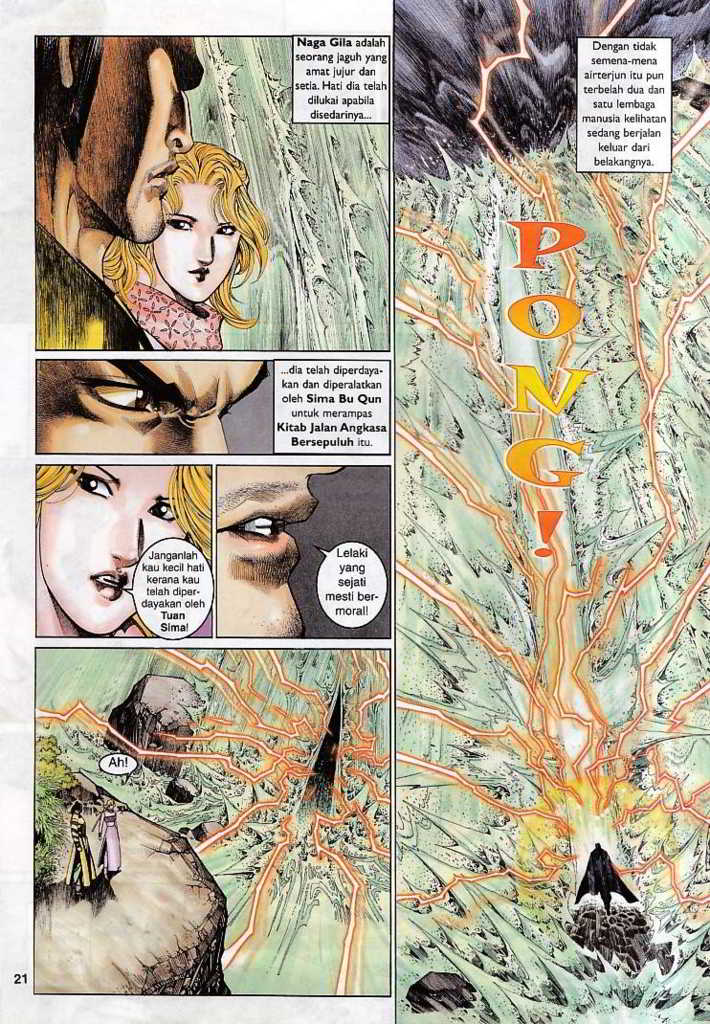 Naga Gila adalah
seorang jaguh yang
amat jujur dan
setia. Hati dia telah
dilukai apabila
disedarinya...
...dia telah diperdaya-
kan dan diperalatkan
oleh Sima Bu Qun
untuk merampas
Kitab Jalan Angkasa
Bersepuluh itu.
Janganlah
kau kecil hati
kerana kau
telah diper-
dayakan oleh
Tuan
Sima!
Lelaki
yang
sejati
mesti ber-
moral!
Ah!
Dengan tidak
semena-mena
airterjun itu pun
terbelah dua dan
satu lembaga
manusia kelihatan
sedang berjalan
keluar dari
belakangnya.
PONG!
21